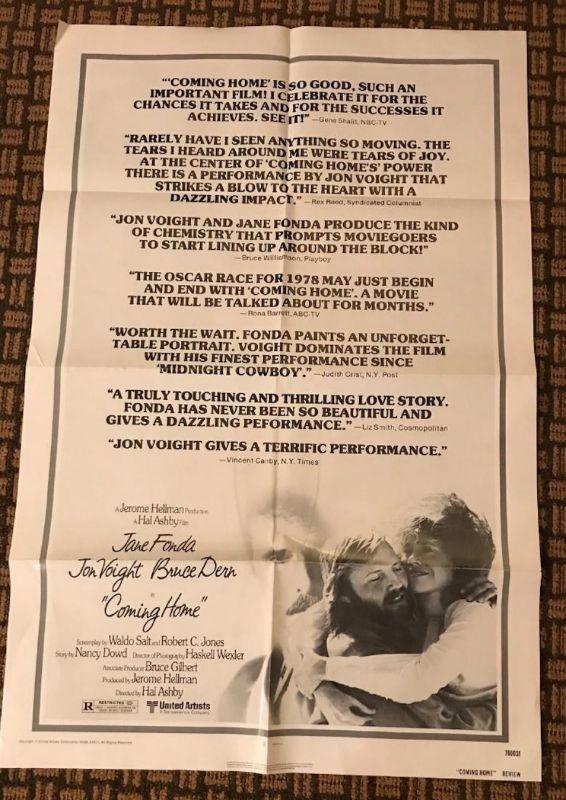 "'COMING HOME' IS SO GOOD, SUCH AN
IMPORTANT FILM! I CELEBRATE IT FOR THE
CHANCES IT TAKES AND FOR THE SUCCESSES IT
ACHIEVES. SEE IT!" —Gene Shalit, NBC-TV
"RARELY HAVE I SEEN ANYTHING SO MOVING. THE
TEARS I HEARD AROUND ME WERE TEARS OF JOY.
AT THE CENTER OF 'COMING HOME'S' POWER
THERE IS A PERFORMANCE BY JON VOIGHT THAT
STRIKES A BLOW TO THE HEART WITH A
DAZZLING IMPACT." —Rex Reed, Syndicated Columnist
"JON VOIGHT AND JANE FONDA PRODUCE THE KIND
OF CHEMISTRY THAT PROMPTS MOVIEGOERS
TO START LINING UP AROUND THE BLOCK!"
—Bruce Williamson, Playboy
"THE OSCAR RACE FOR 1978 MAY JUST BEGIN
AND END WITH 'COMING HOME'. A MOVIE
THAT WILL BE TALKED ABOUT FOR MONTHS."
—Rona Barrett, ABC-TV
"WORTH THE WAIT. FONDA PAINTS AN UNFORGET-
TABLE PORTRAIT. VOIGHT DOMINATES THE FILM
WITH HIS FINEST PERFORMANCE SINCE
'MIDNIGHT COWBOY'." —Judith Crist, N.Y. Post
"A TRULY TOUCHING AND THRILLING LOVE STORY.
FONDA HAS NEVER BEEN SO BEAUTIFUL AND
GIVES A DAZZLING PEFORMANCE." —Liz Smith, Cosmopolitan
"JON VOIGHT GIVES A TERRIFIC PERFORMANCE."
—Vincent Canby, N.Y. Times
A Jerome Hellman Production
A Hal Ashby Film
Jane Fonda
Jon Voight Bruce Dern
in
"Coming Home"
Screenplay by Waldo Salt and Robert C. Jones
Story by Nancy Dowd Director of Photography Haskell Wexler
Associate Producer Bruce Gilbert
Produced by Jerome Hellman
Directed by Hal Ashby
R RESTRICTED
United Artists
A Transamerica Company
760031
"COMING HOME" REVIEW